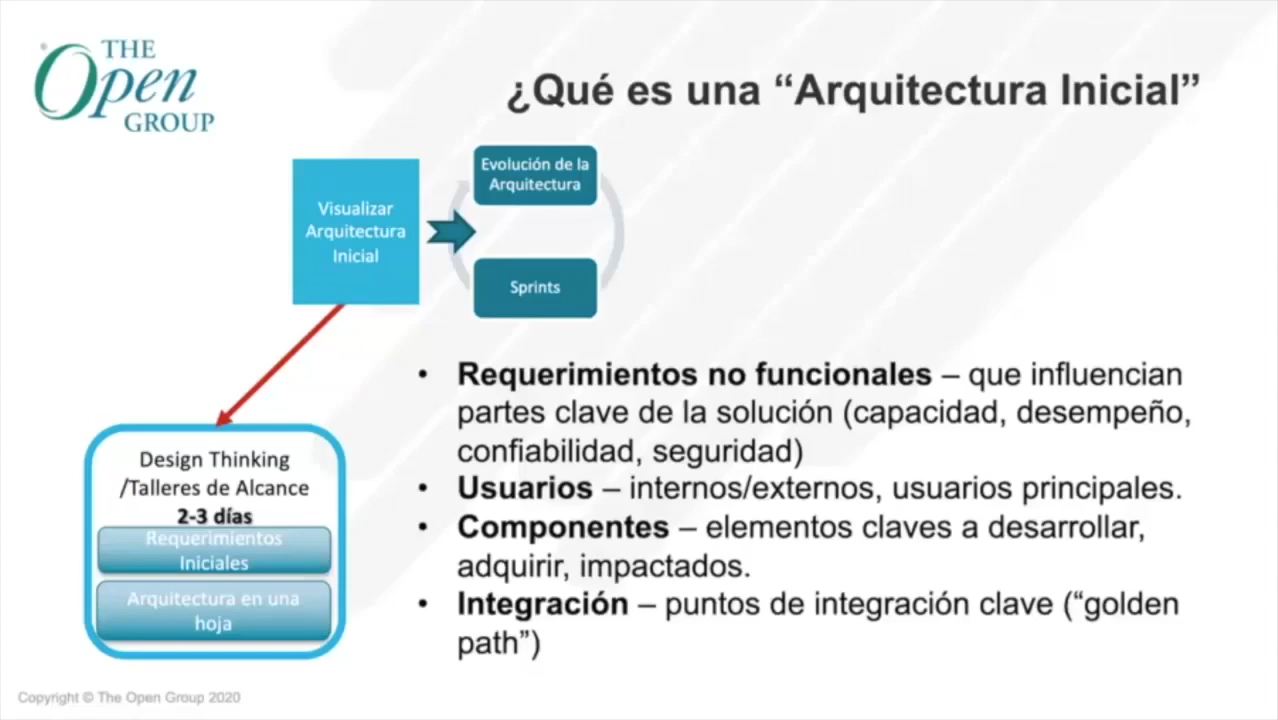 THE
Open
GROUP
¿Qué es una “Arquitectura Inicial”
Visualizar
Arquitectura
Inicial
Evolución de la
Arquitectura
Sprints
Design Thinking
/Talleres de Alcance
2-3 días
Requerimientos
Iniciales
Arquitectura en una
hoja
• Requerimientos no funcionales – que influencian
partes clave de la solución (capacidad, desempeño,
confiabilidad, seguridad)
• Usuarios – internos/externos, usuarios principales.
• Componentes – elementos claves a desarrollar,
adquirir, impactados.
• Integración – puntos de integración clave (“golden
path”)
Copyright © The Open Group 2020